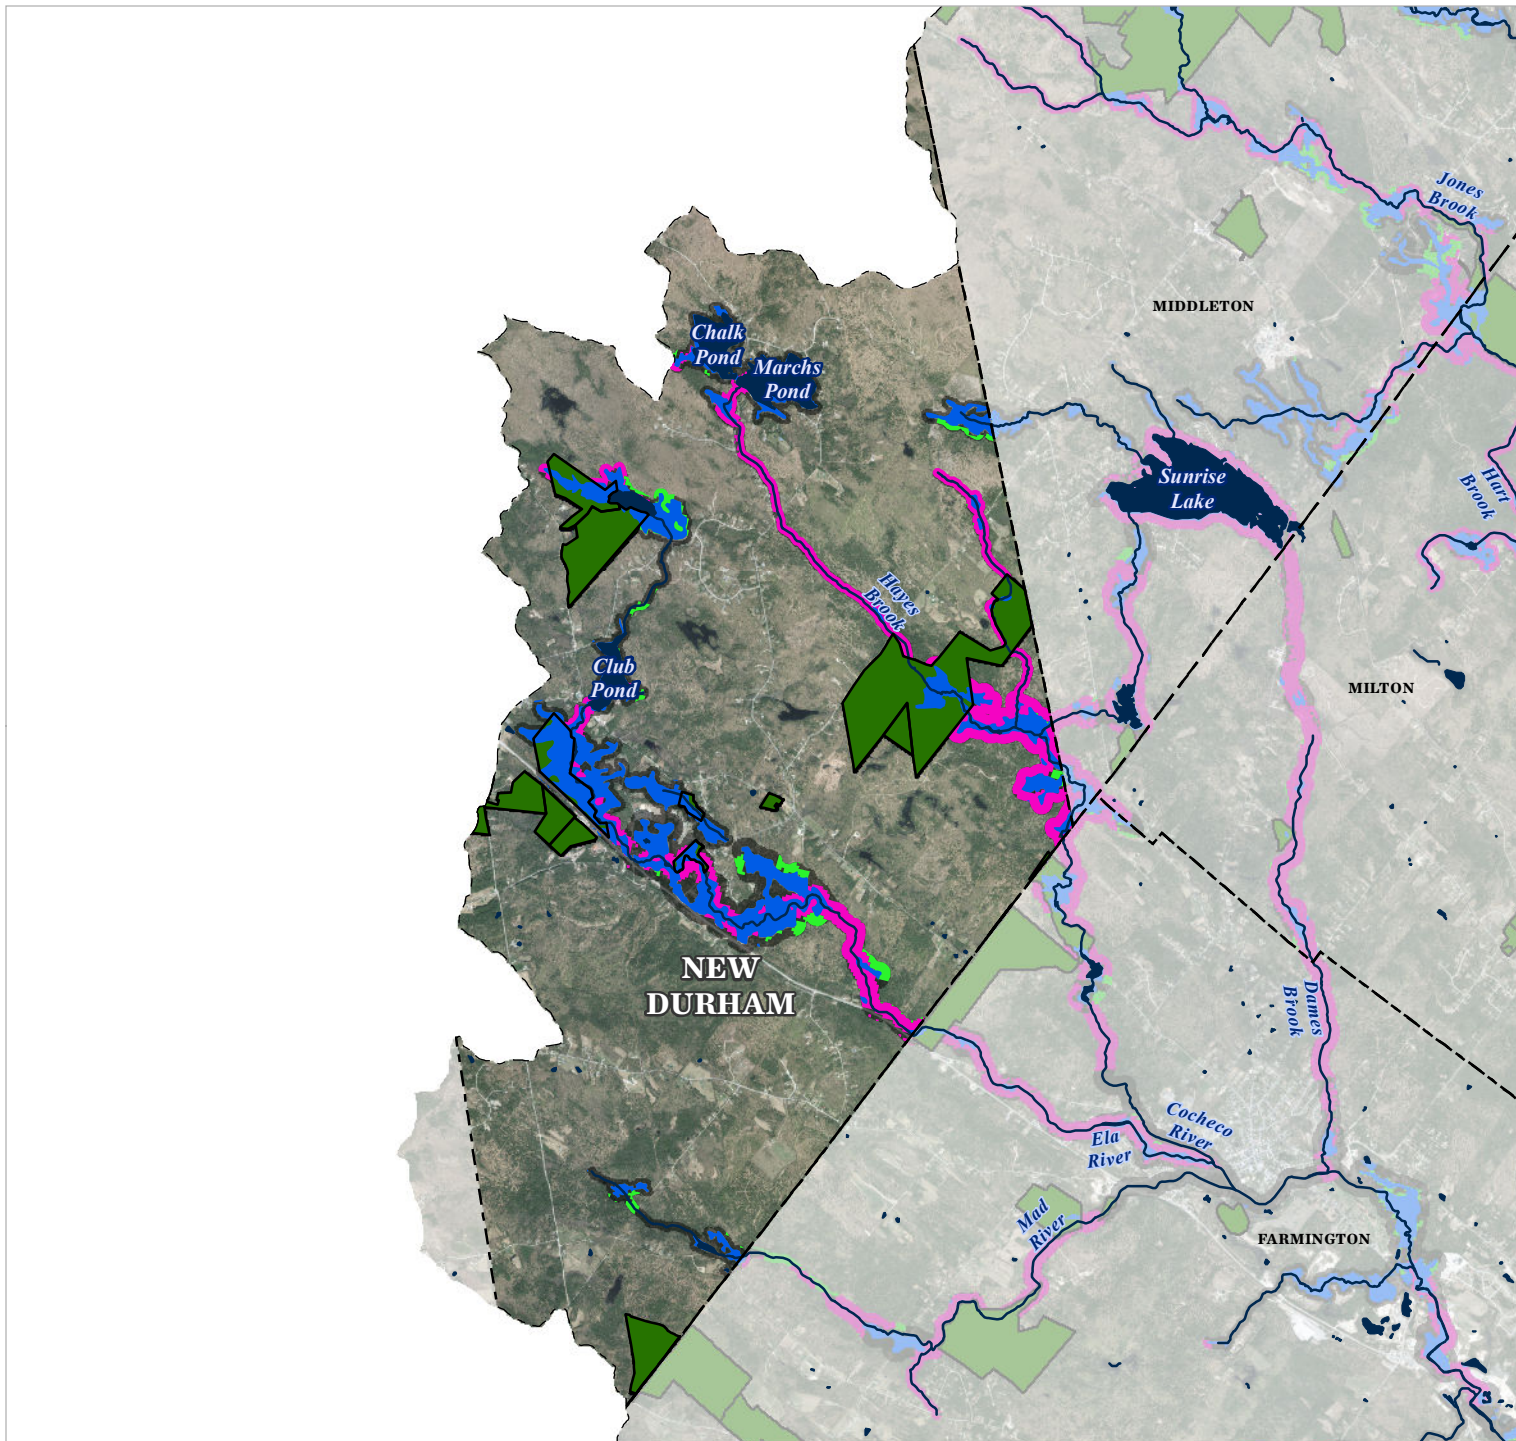 Jones
Brook
MIDDLETON
Chalk
Pond
Marchs
Pond
Sunrise
Lake
Hart
Brook
Hayes
Brook
Club
Pond
MILTON
NEW
DURHAM
Dames
Brook
Cocheco
River
Ela
River
Mad
River
FARMINGTON